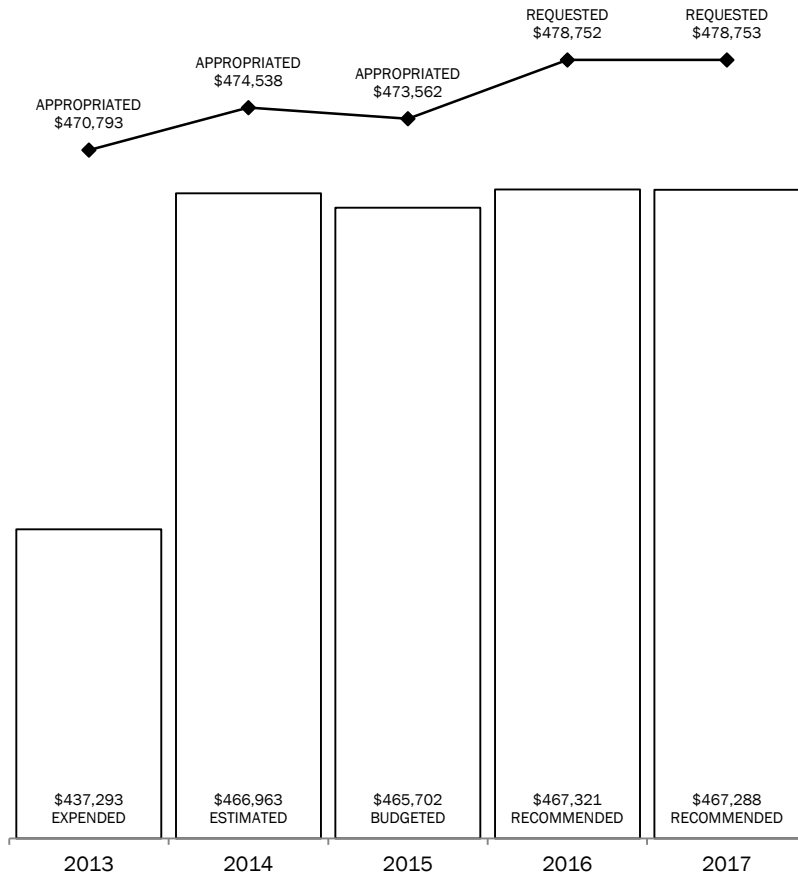 REQUESTED
$478,752
REQUESTED
$478,753
APPROPRIATED
$474,538
APPROPRIATED
$473,562
APPROPRIATED
$470,793
$437,293
EXPENDED
$466,963
ESTIMATED
$465,702
BUDGETED
$467,321
RECOMMENDED
$467,288
RECOMMENDED
2013
2014
2015
2016
2017